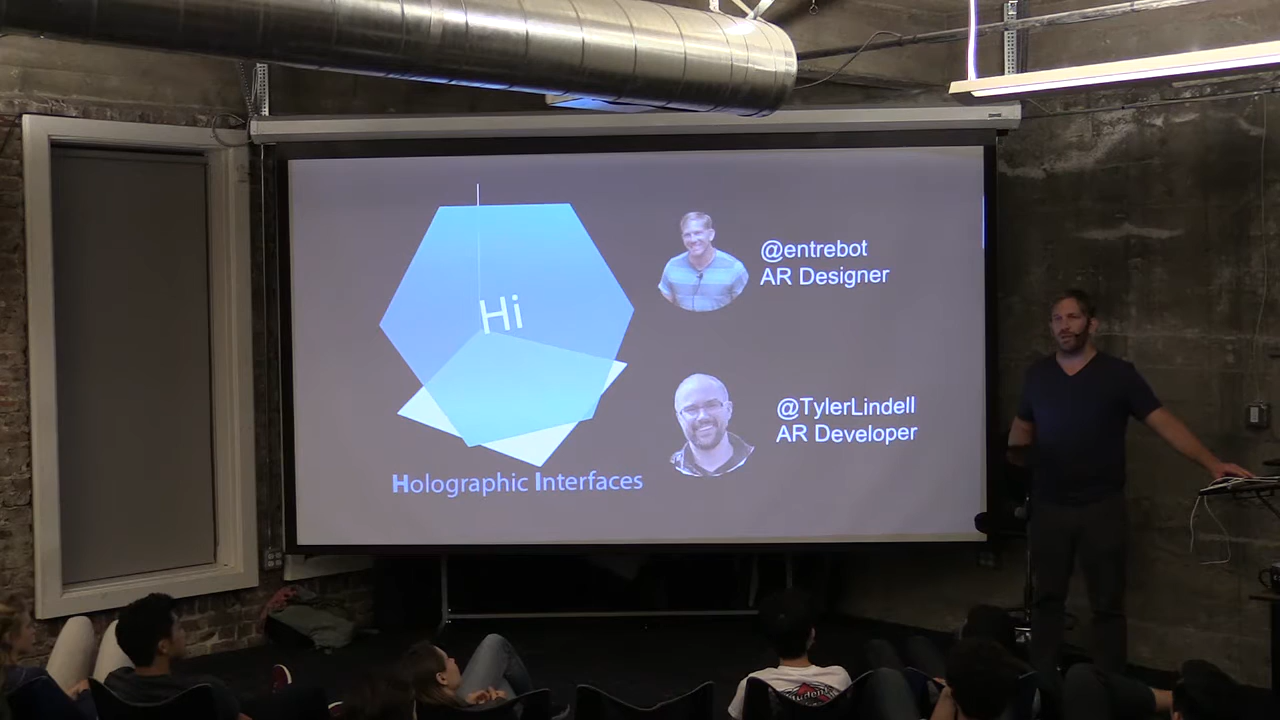 Hi
Holographic Interfaces
@entrebot
AR Designer
@TylerLindell
AR Developer